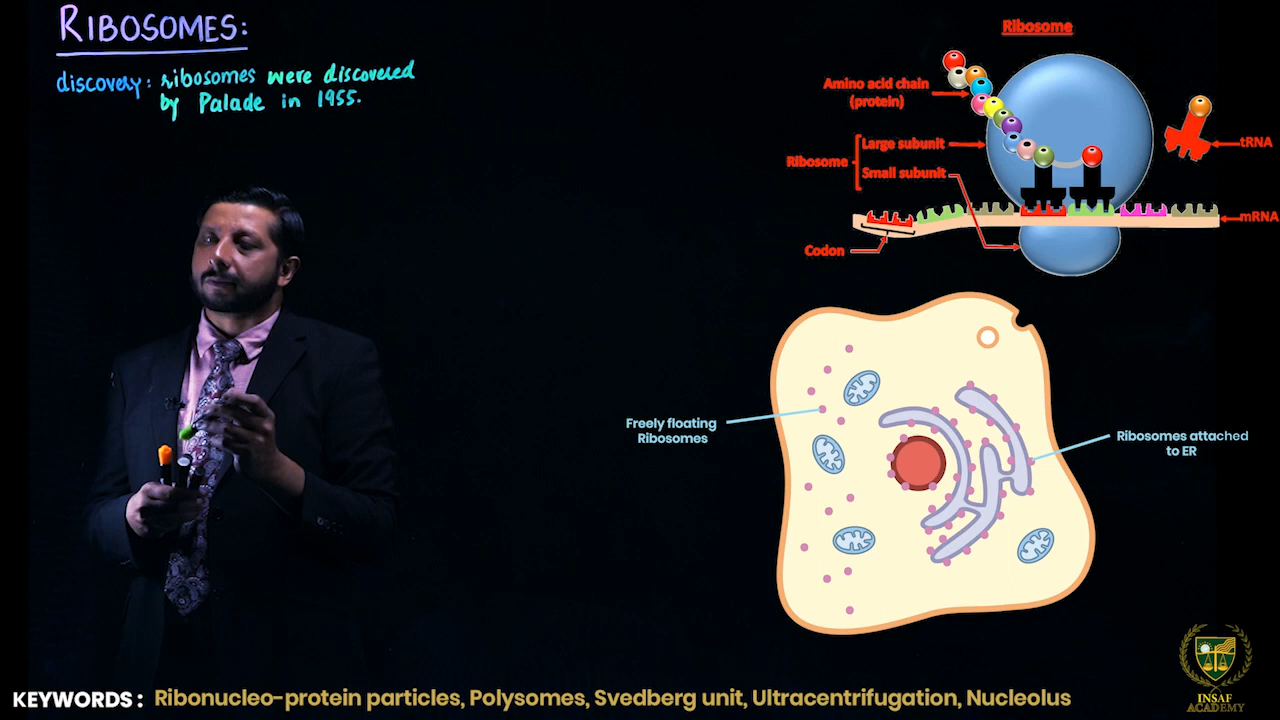 RIBOSOMES:
discovery: ribosomes were discovered
by Palade in 1955.
Ribosome
Amino acid chain
(protein)
Large subunit
Ribosome
Small subunit
tRNA
mRNA
Codon
Freely floating
Ribosomes
Ribosomes attached
to ER
KEYWORDS: Ribonucleo-protein particles, Polysomes, Svedberg unit, Ultracentrifugation, Nucleolus
INSAF
ACADEMY